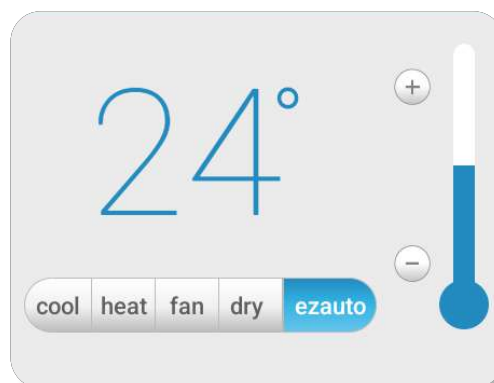 24°
+
−
cool heat fan dry ezauto